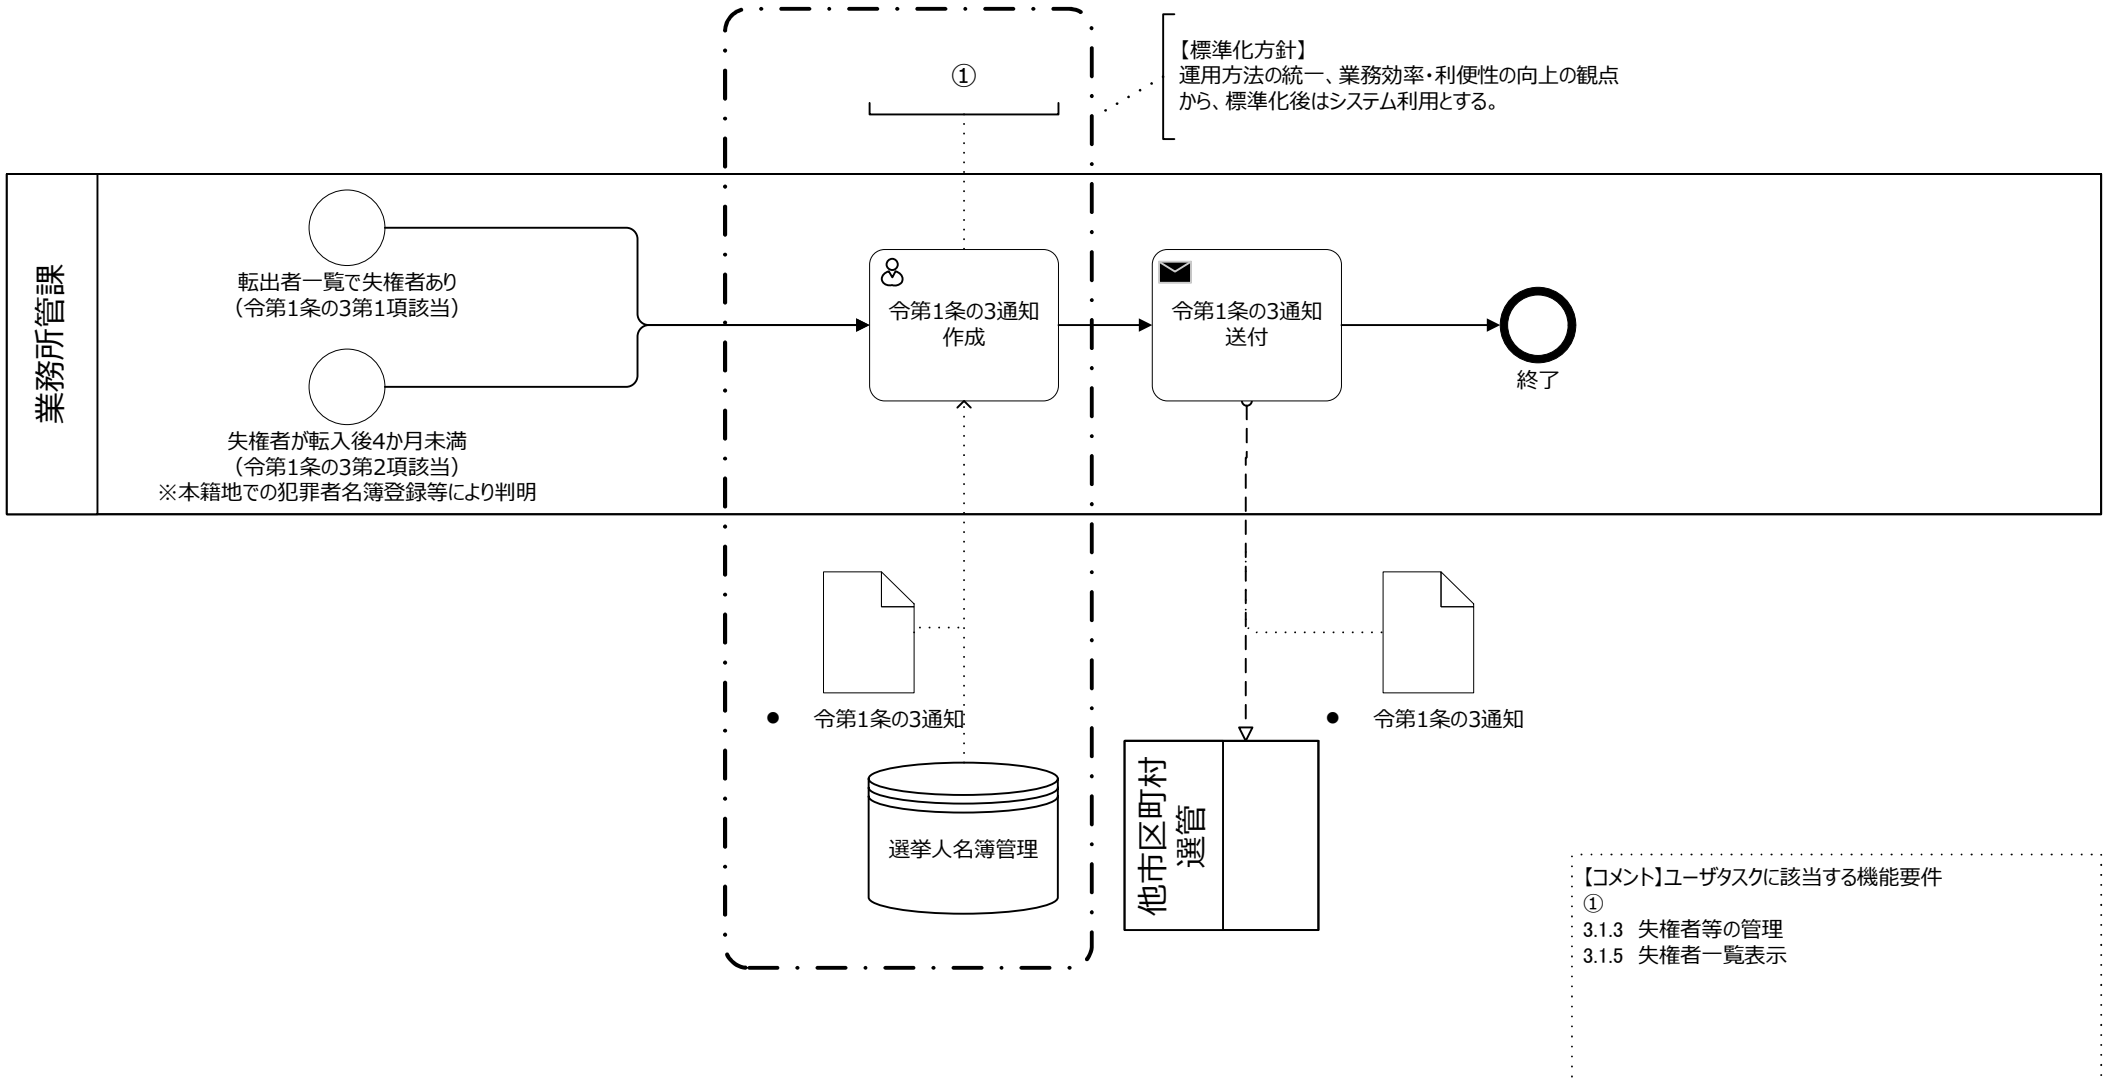 ①
【標準化方針】
運用方法の統一、業務効率・利便性の向上の観点
から、標準化後はシステム利用とする。
業務所管課
転出者一覧で失権者あり
（令第1条の3第1項該当）
失権者が転入後4か月未満
（令第1条の3第2項該当）
※本籍地での犯罪者名簿登録等により判明
令第1条の3通知
作成
令第1条の3通知
送付
終了
● 令第1条の3通知
● 令第1条の3通知
選挙人名簿管理
他市区町村
選管
【コメント】ユーザタスクに該当する機能要件
①
3.1.3 失権者等の管理
3.1.5 失権者一覧表示